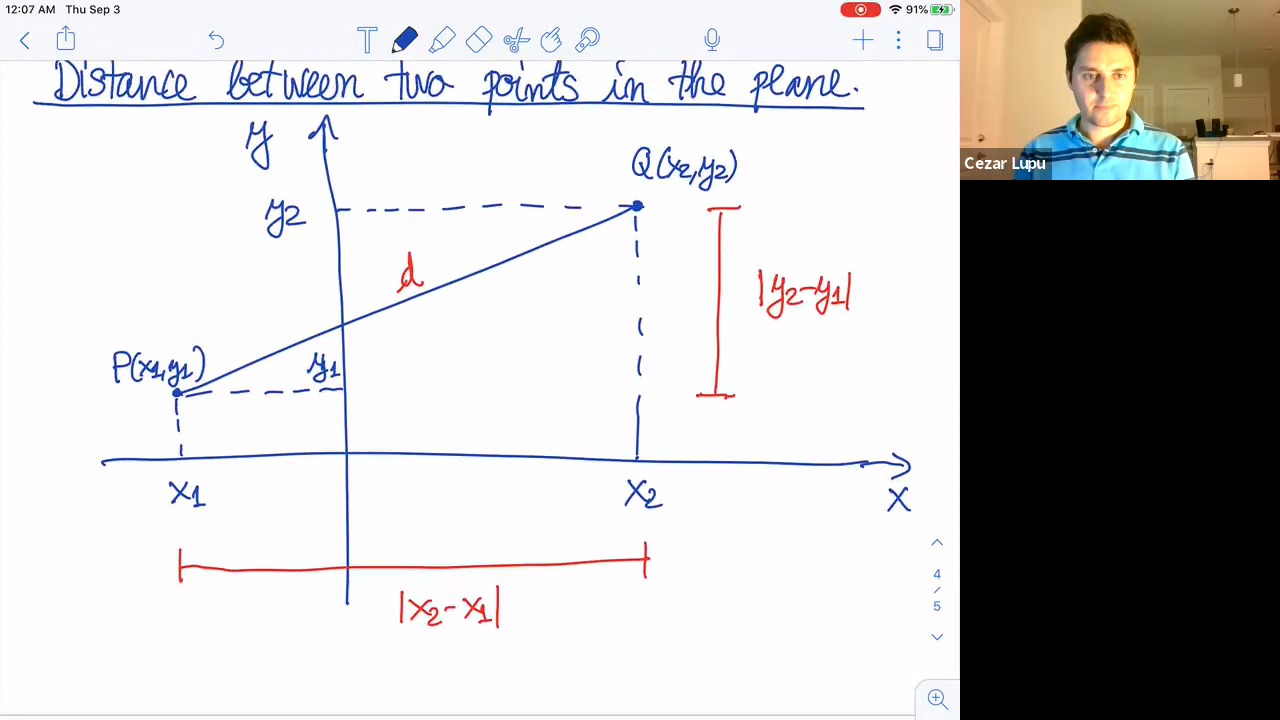 12:07 AM Thu Sep 3
91%
T
Distance between two points in the plane.
y
Q(x2,y2)
y2
d
|y2-y1|
P(x1,y1)
y1
x1
x2
x
|x2-x1|
4
/
5
Cezar Lupu